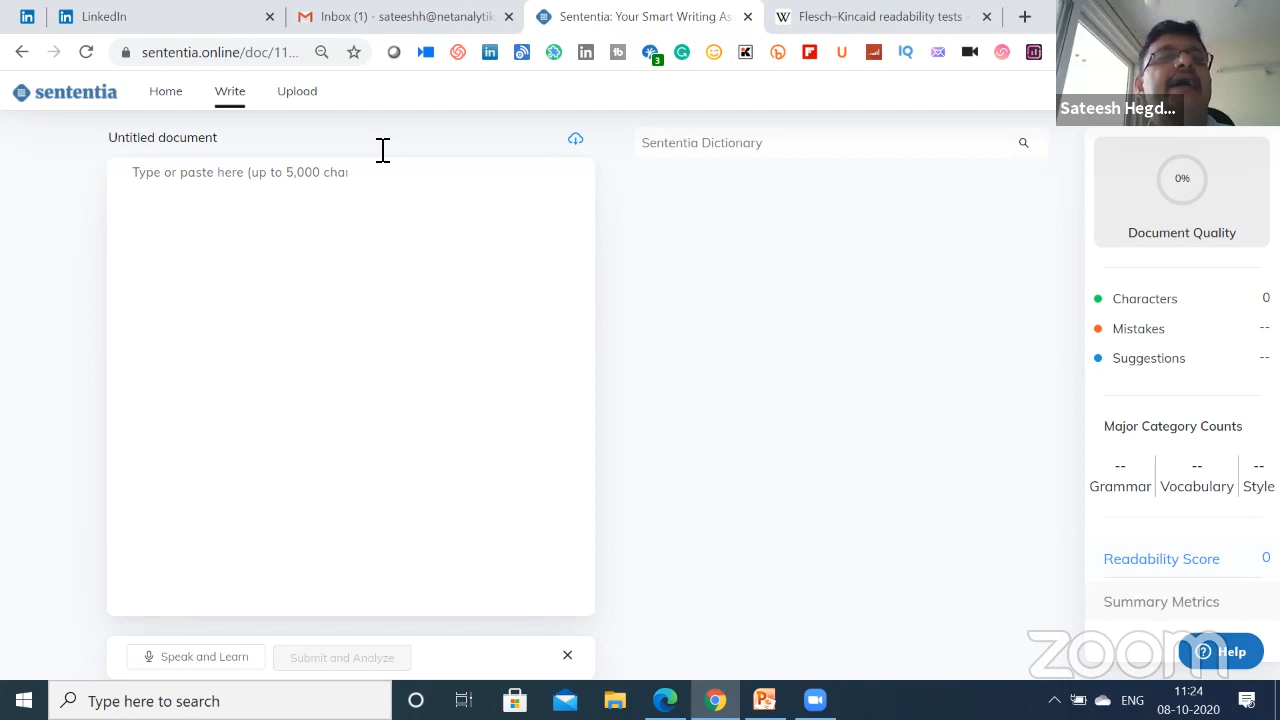 LinkedIn
Inbox (1) - sateeshh@netanalytik
Sententia: Your Smart Writing As
Flesch–Kincaid readability tests -
sententia.online/doc/11...
3
sententia
Home
Write
Upload
Sateesh Hegd...
Untitled document
Sententia Dictionary
Type or paste here (up to 5,000 char
0%
Document Quality
Characters 0
Mistakes --
Suggestions --
Major Category Counts
-- -- --
Grammar Vocabulary Style
Readability Score 0
Summary Metrics
zoom
Help
Speak and Learn
Submit and Analyze
Type here to search
ENG
11:24
08-10-2020